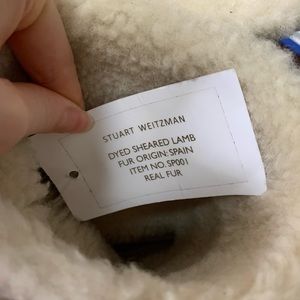 STUART WEITZMAN
DYED SHEARED LAMB
FUR ORIGIN: SPAIN
ITEM NO. SP001
REAL FUR